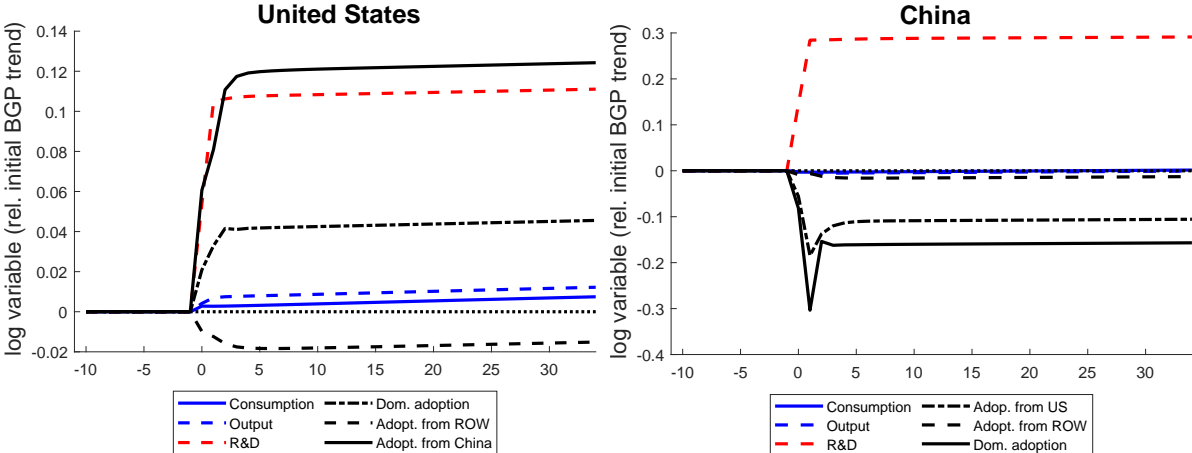 United States
log variable (rel. initial BGP trend)
0.14
0.12
0.1
0.08
0.06
0.04
0.02
0
-0.02
-10 -5 0 5 10 15 20 25 30
Consumption Dom. adoption
Output Adopt. from ROW
R&D Adopt. from China
China
log variable (rel. initial BGP trend)
0.3
0.2
0.1
0
-0.1
-0.2
-0.3
-0.4
-10 -5 0 5 10 15 20 25 30
Consumption Adop. from US
Output Adopt. from ROW
R&D Dom. adoption